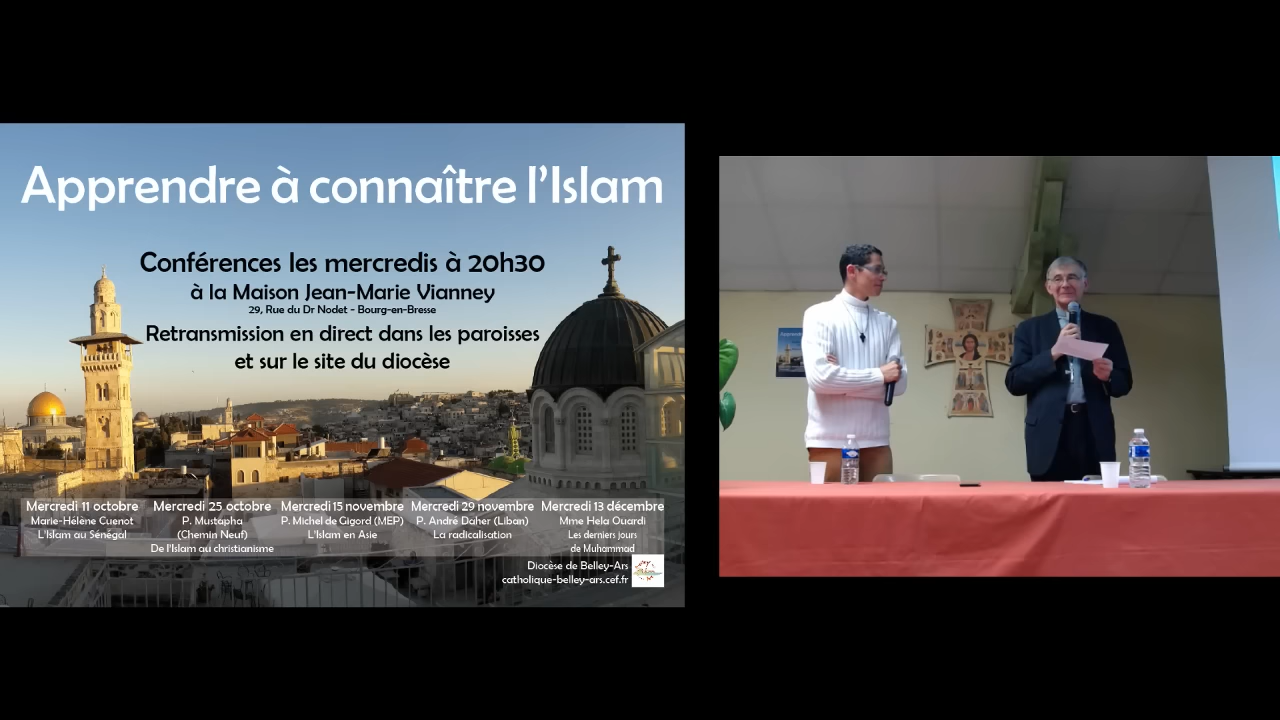 Apprendre à connaître l'Islam
Conférences les mercredis à 20h30
à la Maison Jean-Marie Vianney
29, Rue du Dr Nodet - Bourg-en-Bresse
Retransmission en direct dans les paroisses
et sur le site du diocèse
Mercredi 11 octobre
Marie-Hélène Cuenot
L'Islam au Sénégal
Mercredi 25 octobre
P. Mustapha
(Chemin Neuf)
De l'Islam au christianisme
Mercredi 15 novembre
P. Michel de Gigord (MEP)
L'Islam en Asie
Mercredi 29 novembre
P. André Daher (Liban)
La radicalisation
Mercredi 13 décembre
Mme Hela Ouardi
Les derniers jours
de Muhammad
Diocèse de Belley-Ars
catholique-belley-ars.cef.fr